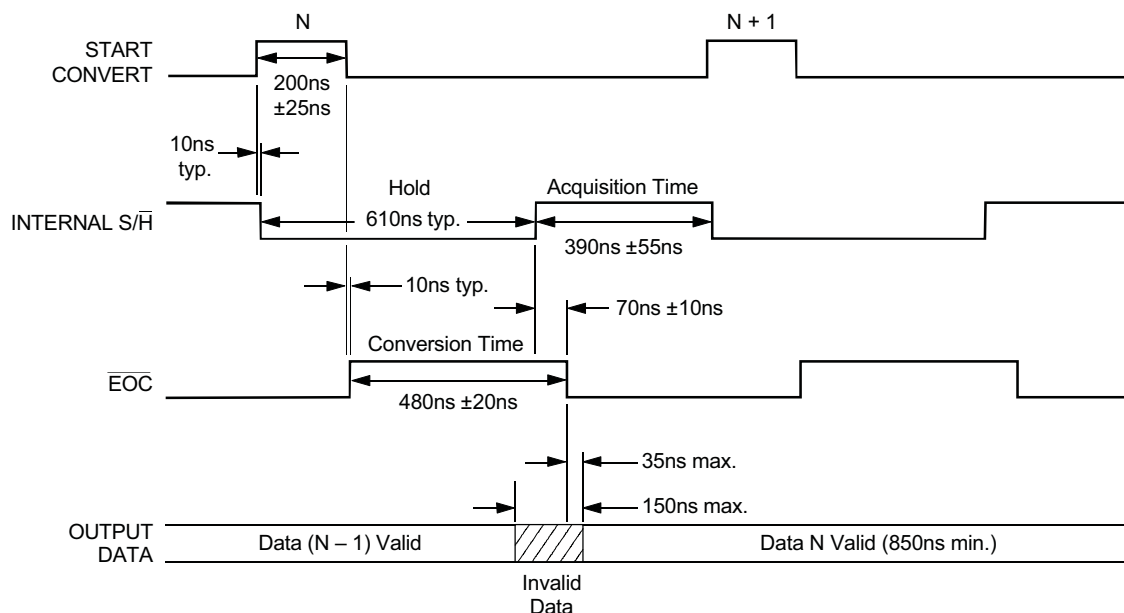 N
N + 1
START
CONVERT
200ns
±25ns
10ns
typ.
Hold
Acquisition Time
INTERNAL S/H̅
610ns typ.
390ns ±55ns
10ns typ.
70ns ±10ns
Conversion Time
E̅O̅C̅
480ns ±20ns
35ns max.
150ns max.
OUTPUT
DATA
Data (N – 1) Valid
Data N Valid (850ns min.)
Invalid
Data